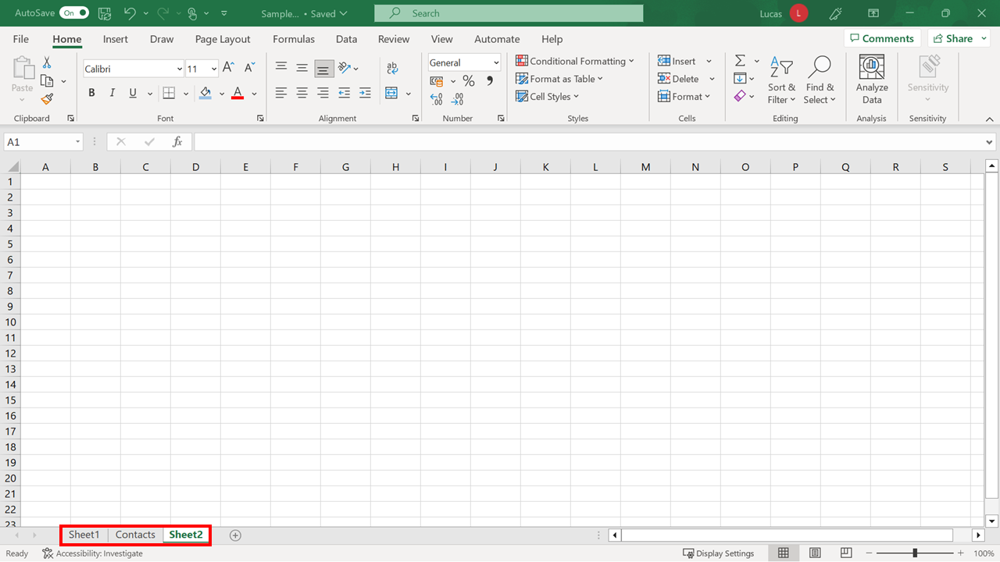 AutoSave On Sample... • Saved Search Lucas L
File Home Insert Draw Page Layout Formulas Data Review View Automate Help Comments Share
Paste Calibri 11 General Conditional Formatting Insert Sort & Filter Find & Select Analyze Data Sensitivity
B I U A % Format as Table Delete
Cell Styles Format
Clipboard Font Alignment Number Styles Cells Editing Analysis Sensitivity
A1 fx
A B C D E F G H I J K L M N O P Q R S
1
2
3
4
5
6
7
8
9
10
11
12
13
14
15
16
17
18
19
20
21
22
23
Sheet1 Contacts Sheet2
Ready Accessibility: Investigate Display Settings 100%